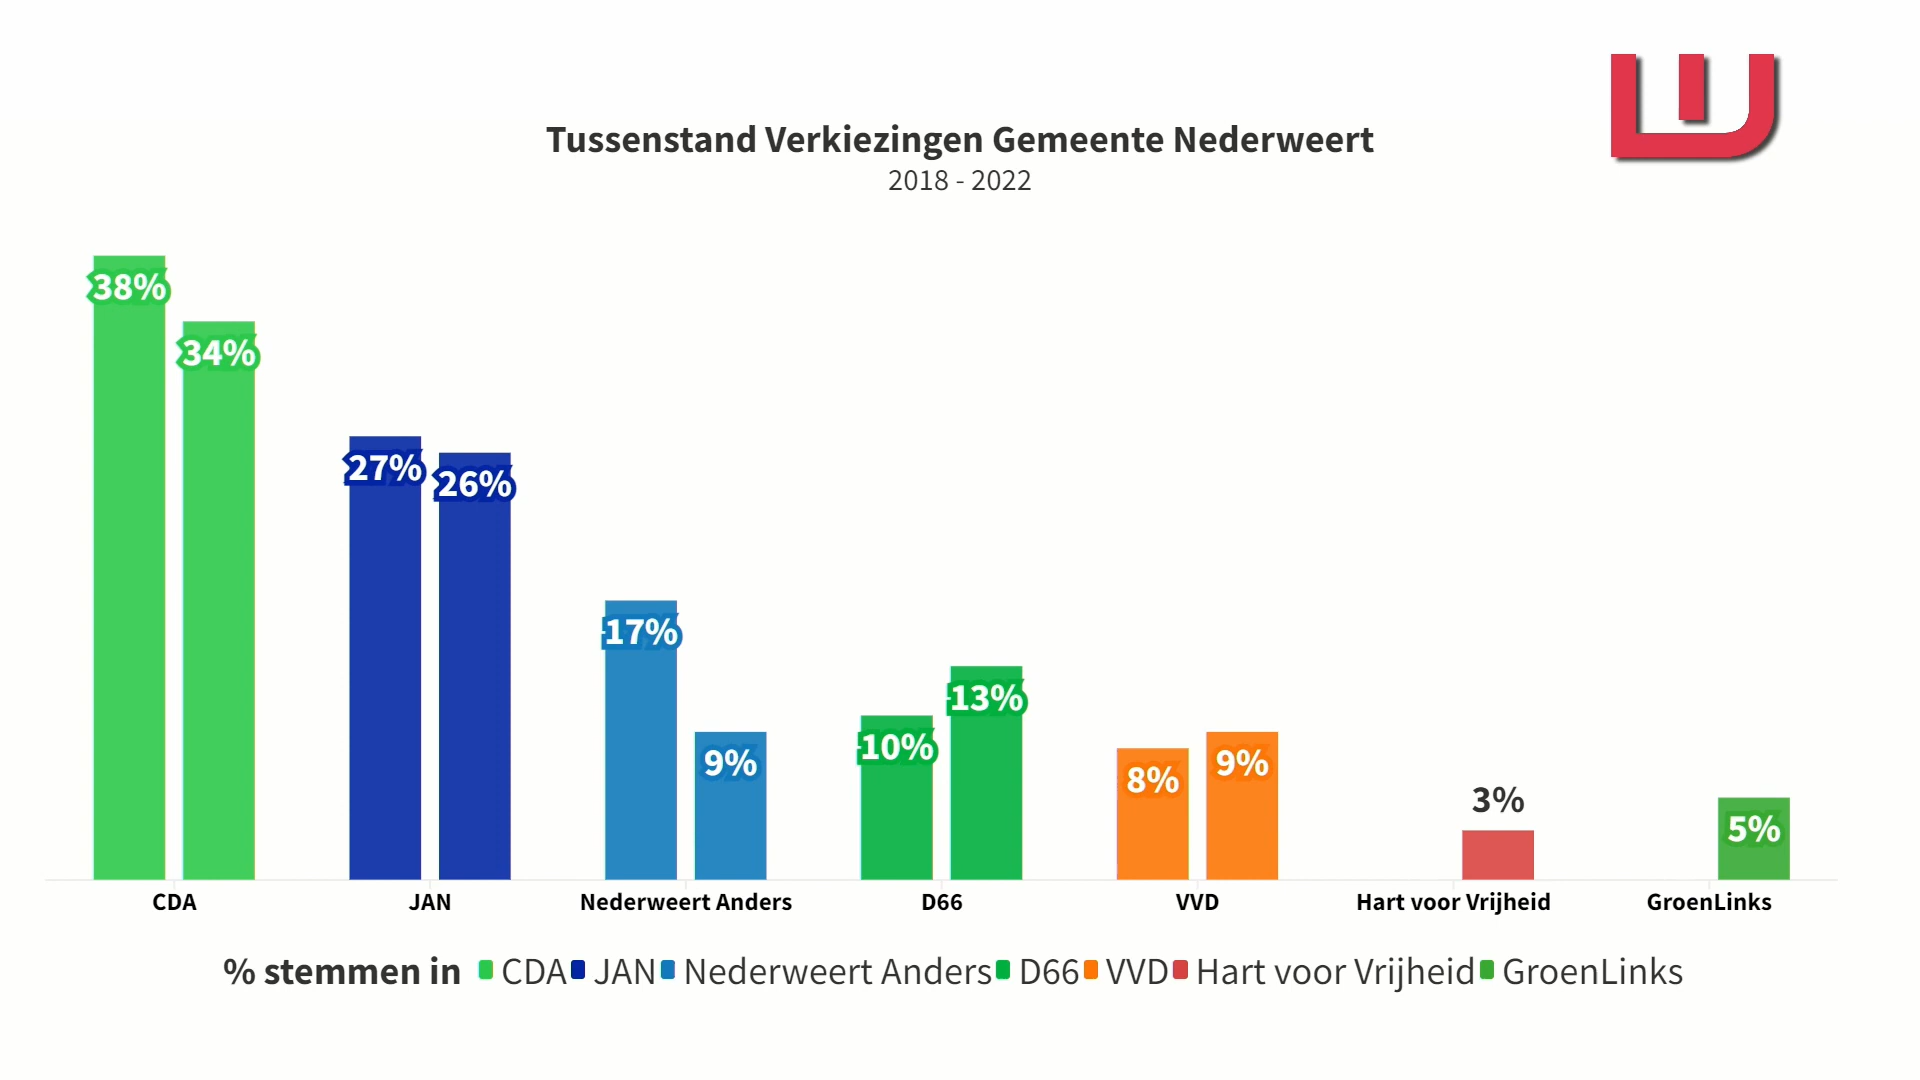 Tussenstand Verkiezingen Gemeente Nederweert
2018 - 2022
38%
34%
27%
26%
17%
9%
10%
13%
8%
9%
3%
5%
CDA
JAN
Nederweert Anders
D66
VVD
Hart voor Vrijheid
GroenLinks
% stemmen in CDA JAN Nederweert Anders D66 VVD Hart voor Vrijheid GroenLinks